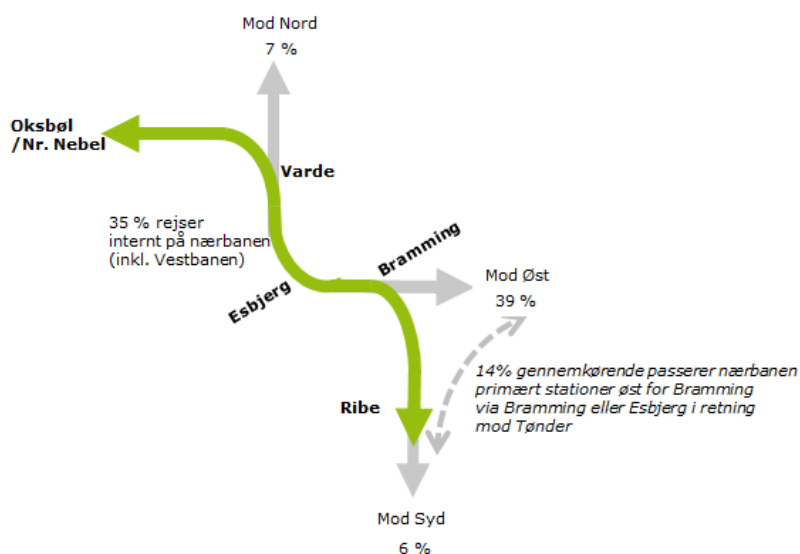 Mod Nord
7 %
Oksbøl
/Nr. Nebel
Varde
35 % rejser
internt på nærbanen
(inkl. Vestbanen)
Esbjerg
Bramming
Mod Øst
39 %
14% gennemkørende passerer nærbanen
primært stationer øst for Bramming
via Bramming eller Esbjerg i retning
mod Tønder
Ribe
Mod Syd
6 %